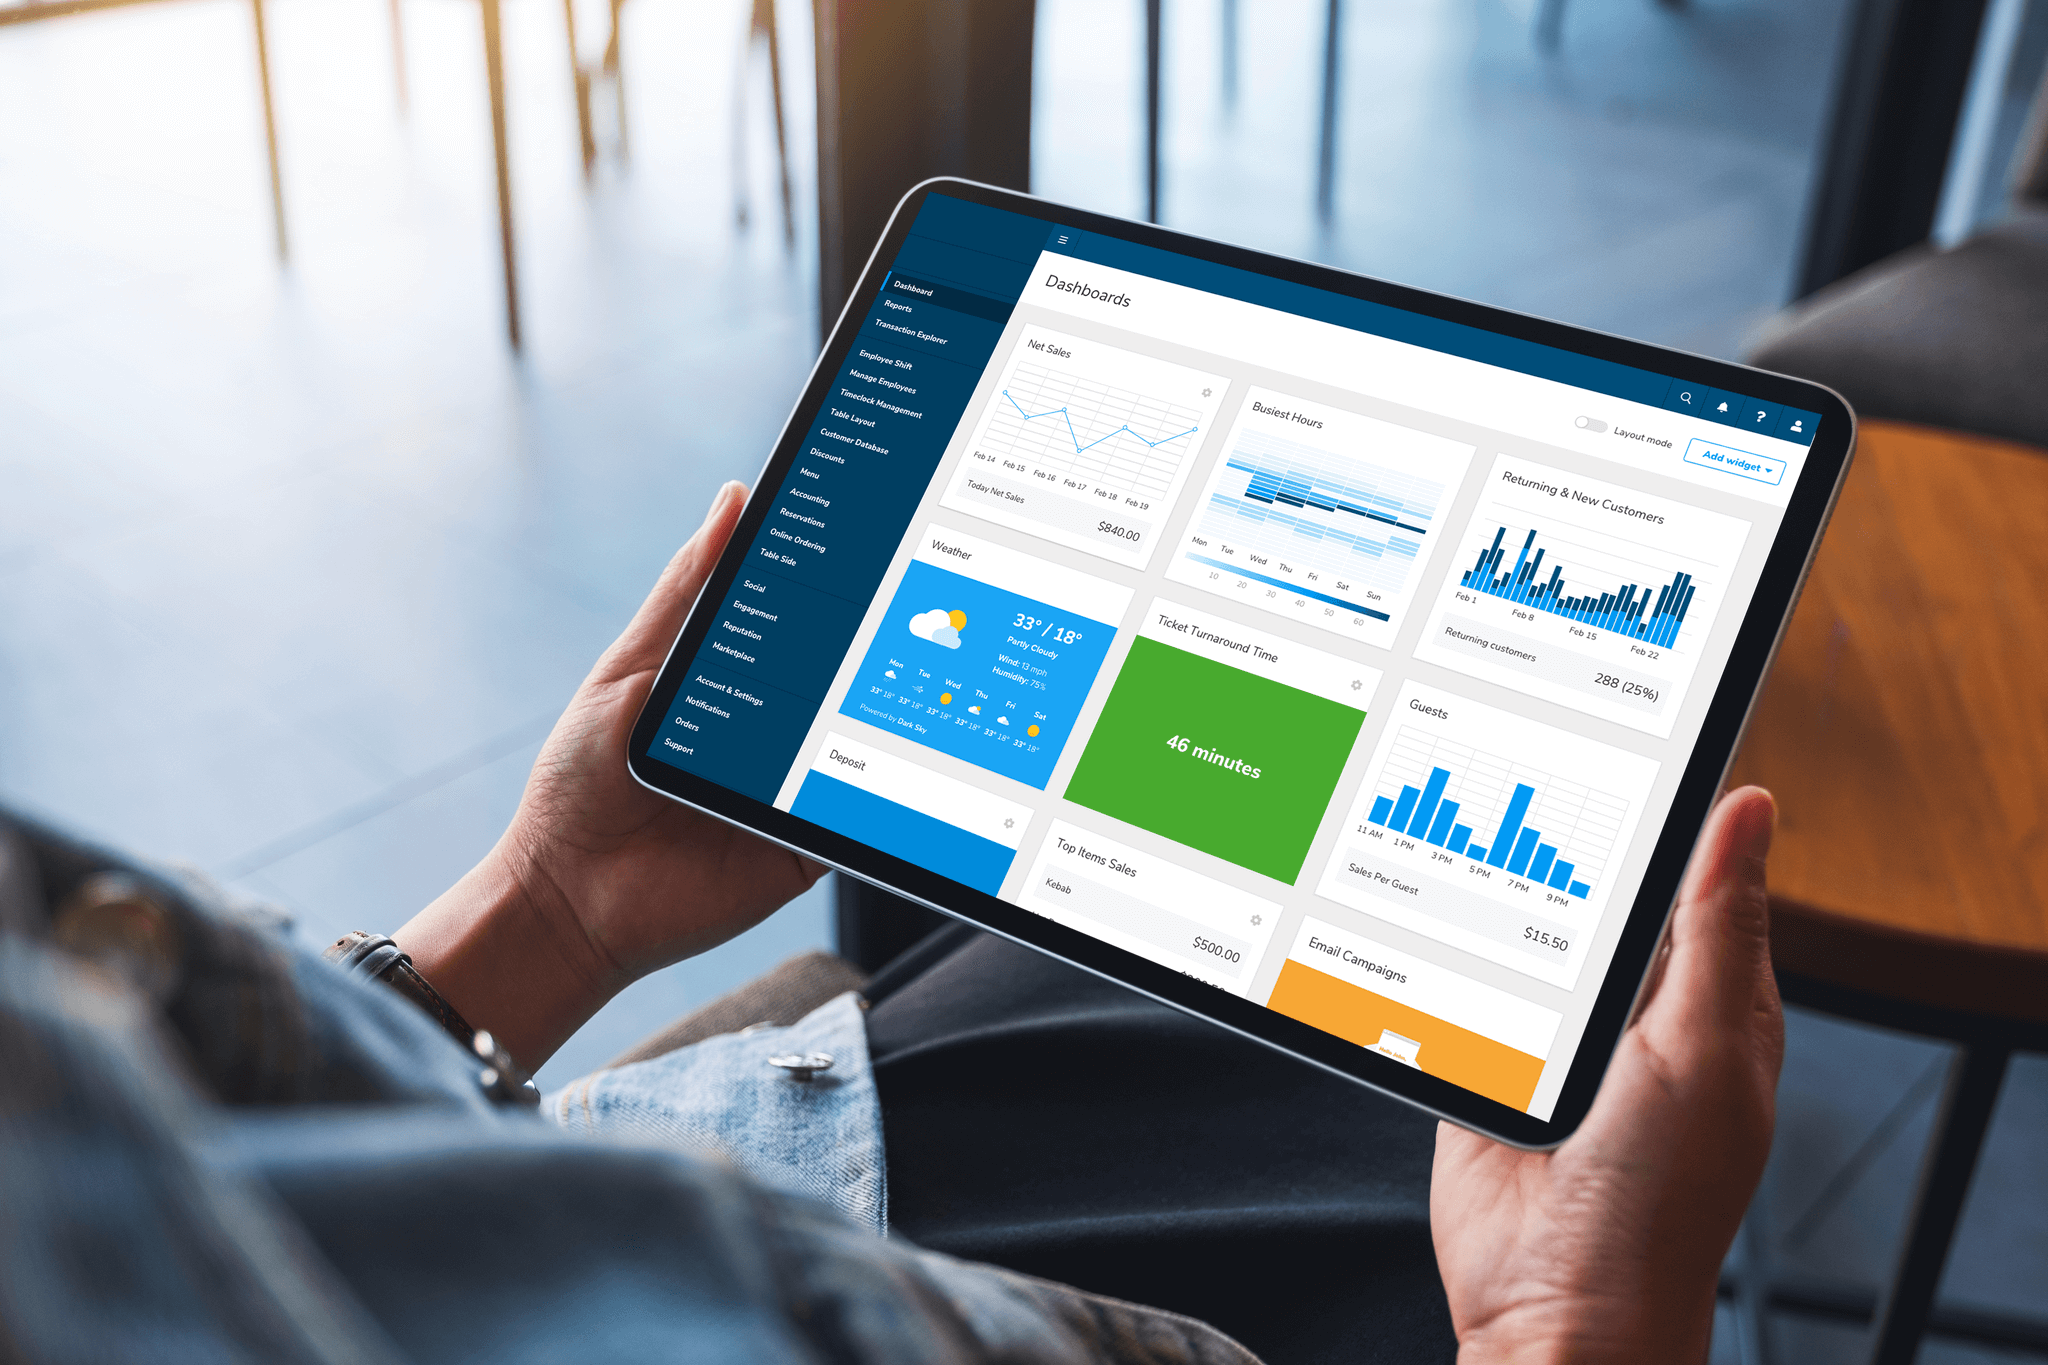 Dashboard
Reports
Transaction Explorer
Employee Shift
Manage Employees
Timeclock Management
Table Layout
Customer Database
Discounts
Menu
Accounting
Reservations
Online Ordering
Table Side
Social
Engagement
Reputation
Marketplace
Account & Settings
Notifications
Orders
Support
Dashboards
?
Layout mode
Add widget
Net Sales
Feb 14 Feb 15 Feb 16 Feb 17 Feb 18 Feb 19
Today Net Sales
$840.00
Busiest Hours
Mon Tue Wed Thu Fri Sat Sun
10 20 30 40 50 60
Returning & New Customers
Feb 1 Feb 8 Feb 15 Feb 22
Returning customers
288 (25%)
Weather
33° / 18°
Partly Cloudy
Wind: 13 mph
Humidity: 75%
Mon Tue Wed Thu Fri Sat
33° 18° 33° 18° 33° 18° 33° 18° 33° 18° 33° 18°
Powered by Dark Sky
Ticket Turnaround Time
46 minutes
Guests
11 AM 1 PM 3 PM 5 PM 7 PM 9 PM
Sales Per Guest
$15.50
Deposit
Top Items Sales
Kebab
$500.00
Email Campaigns
Hello John,